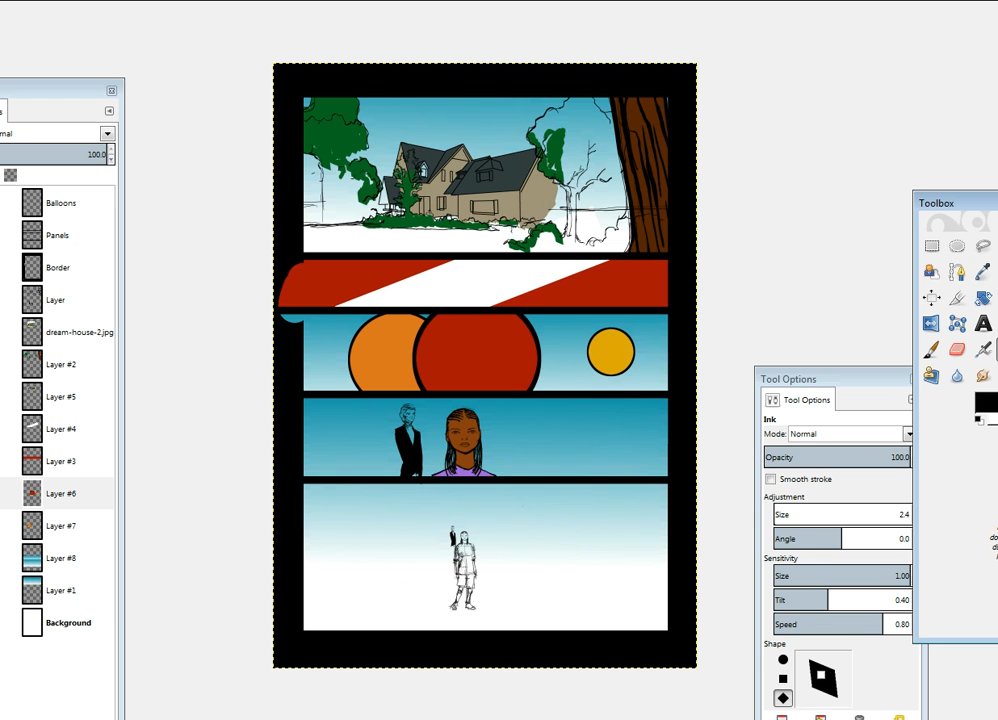 s
mal
100.0
Balloons
Panels
Border
Layer
dream-house-2.jpg
Layer #2
Layer #5
Layer #4
Layer #3
Layer #6
Layer #7
Layer #8
Layer #1
Background
Toolbox
A
Tool Options
Tool Options
Ink
Mode: Normal
Opacity 100.0
Smooth stroke
Adjustment
Size 2.4
Angle 0.0
Sensitivity
Size 1.00
Tilt 0.40
Speed 0.80
Shape